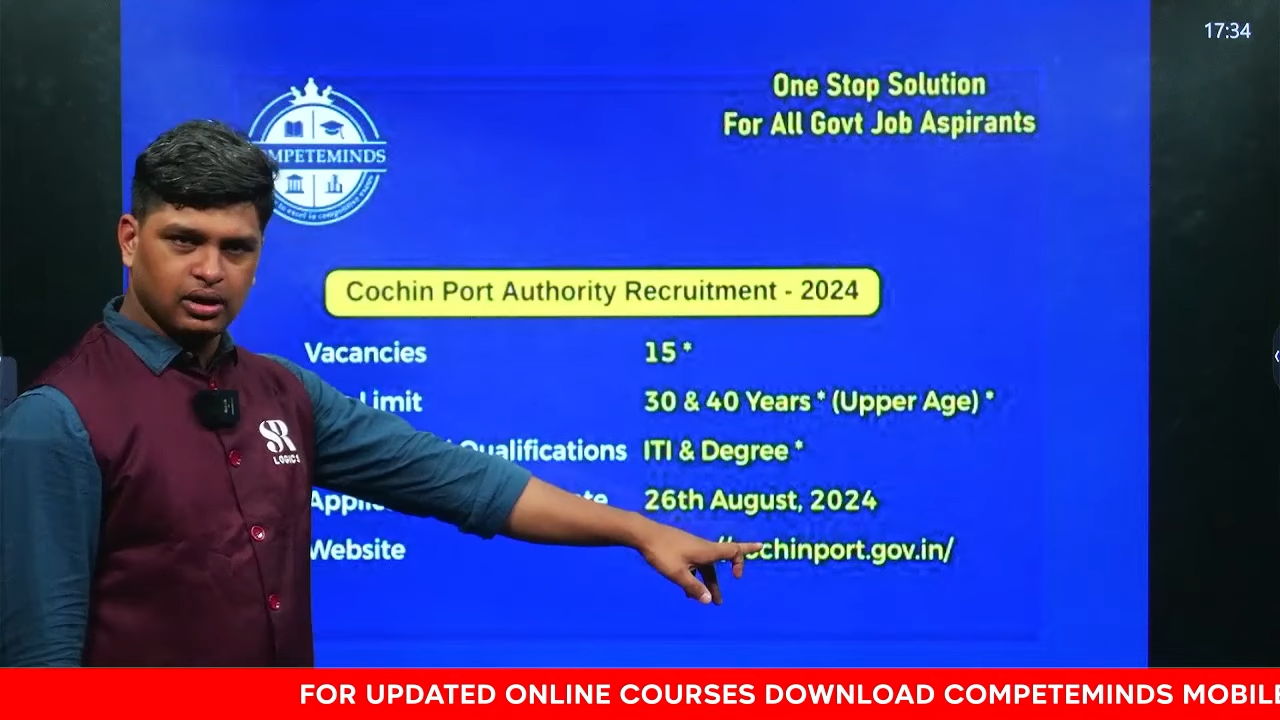 17:34
One Stop Solution
For All Govt Job Aspirants
MPETEMINDS
Cochin Port Authority Recruitment - 2024
Vacancies 15 *
Limit 30 & 40 Years * (Upper Age) *
Qualifications ITI & Degree *
26th August, 2024
Website chinport.gov.in/
SR
LOGICS
FOR UPDATED ONLINE COURSES DOWNLOAD COMPETEMINDS MOBILE